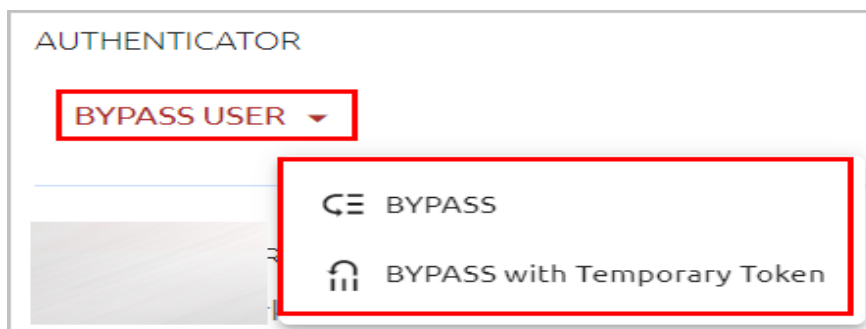 AUTHENTICATOR
BYPASS USER
BYPASS
BYPASS with Temporary Token